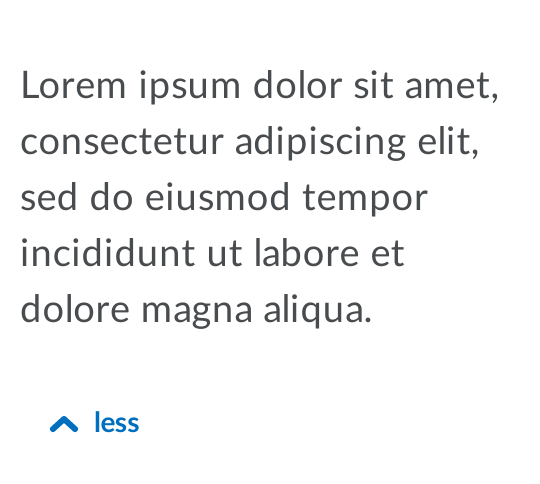 Lorem ipsum dolor sit amet,
consectetur adipiscing elit,
sed do eiusmod tempor
incididunt ut labore et
dolore magna aliqua.
less